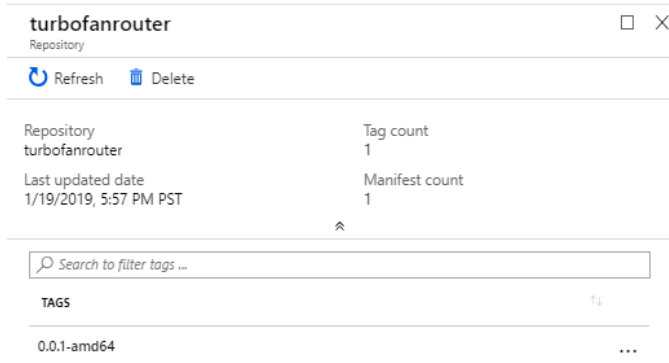 turbofanrouter
Repository
Refresh Delete
Repository Tag count
turbofanrouter 1
Last updated date Manifest count
1/19/2019, 5:57 PM PST 1
Search to filter tags ...
TAGS
0.0.1-amd64 ...